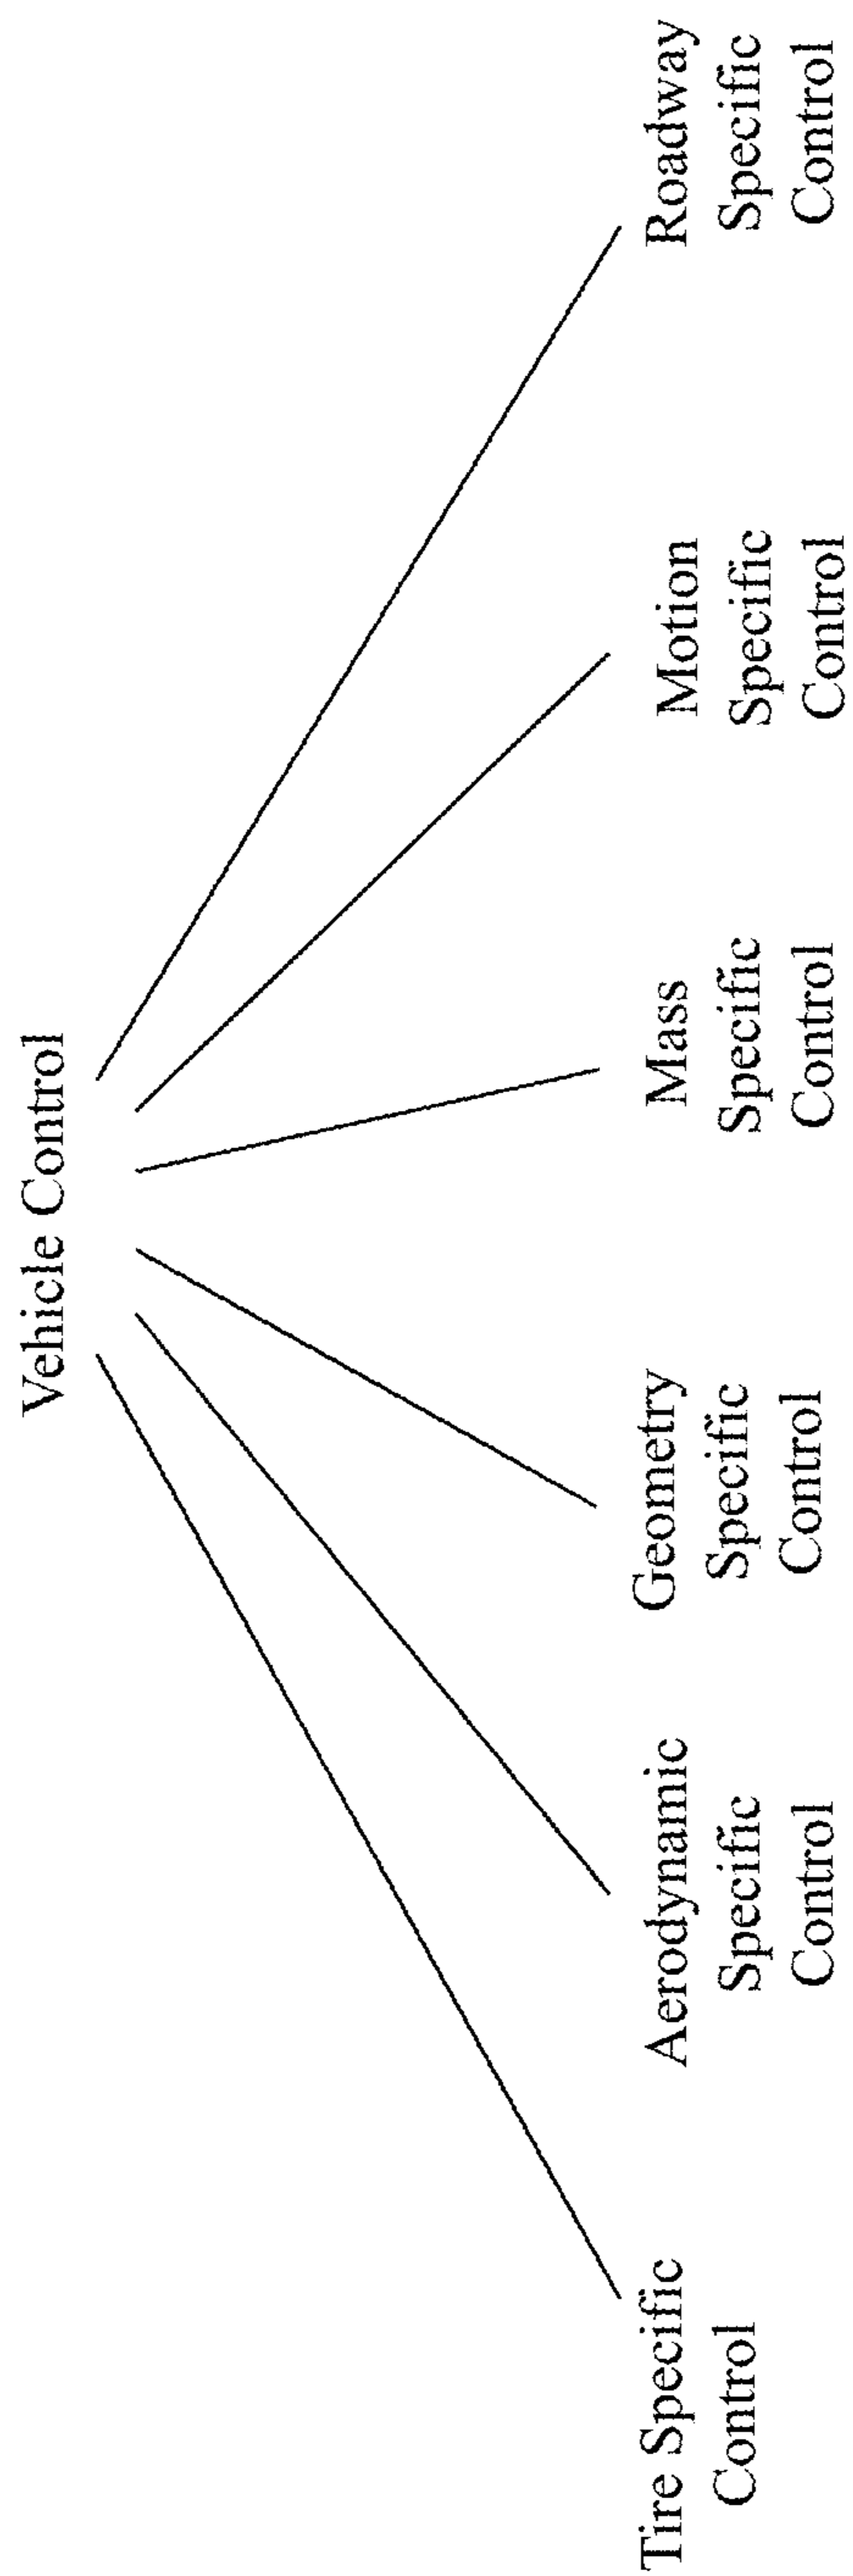 Vehicle Control
Tire Specific
Control
Aerodynamic
Specific
Control
Geometry
Specific
Control
Mass
Specific
Control
Motion
Specific
Control
Roadway
Specific
Control